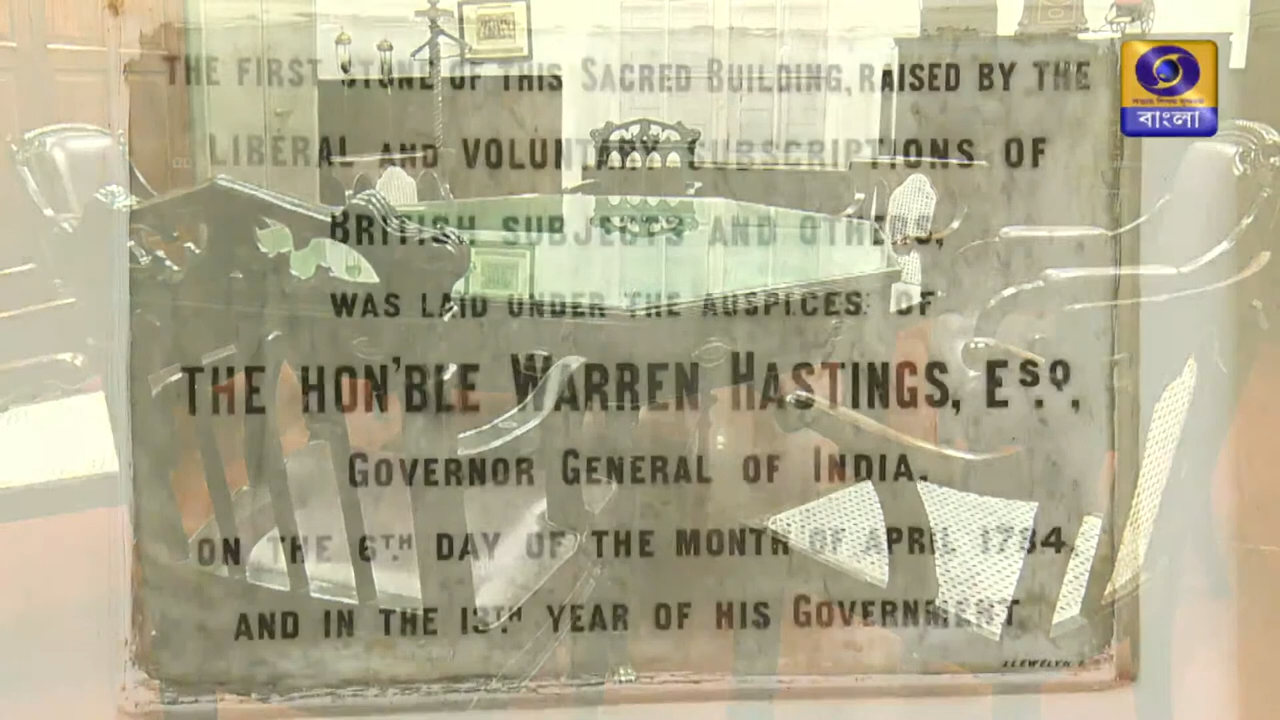 THE FIRST STONE OF THIS SACRED BUILDING, RAISED BY THE
LIBERAL AND VOLUNTARY SUBSCRIPTIONS OF
BRITISH SUBJECTS AND OTHERS,
WAS LAID UNDER THE AUSPICES OF
THE HON'BLE WARREN HASTINGS, ESQ.,
GOVERNOR GENERAL OF INDIA,
ON THE 6TH DAY OF THE MONTH OF APRIL 1784,
AND IN THE 13TH YEAR OF HIS GOVERNMENT.
বাংলা